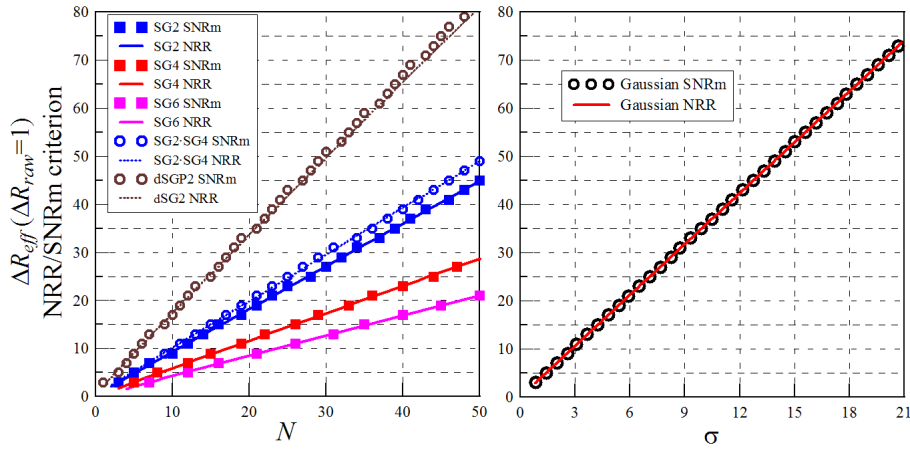 ΔR_eff (ΔR_raw=1)
NRR/SNRm criterion
80
70
60
50
40
30
20
10
0
0 10 20 30 40 50
N
SG2 SNRm
SG2 NRR
SG4 SNRm
SG4 NRR
SG6 SNRm
SG6 NRR
SG2·SG4 SNRm
SG2·SG4 NRR
dSGP2 SNRm
dSG2 NRR
80
70
60
50
40
30
20
10
0
0 3 6 9 12 15 18 21
σ
Gaussian SNRm
Gaussian NRR